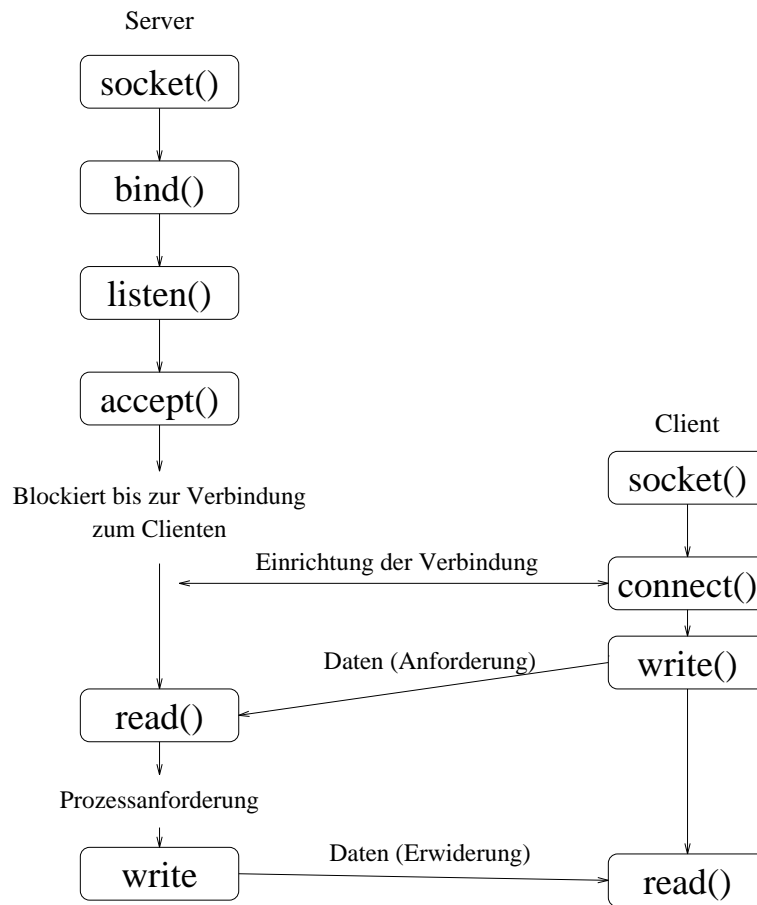 Server
socket()
bind()
listen()
accept()
Client
Blockiert bis zur Verbindung
zum Clienten
socket()
Einrichtung der Verbindung
connect()
Daten (Anforderung)
write()
read()
Prozessanforderung
write
Daten (Erwiderung)
read()